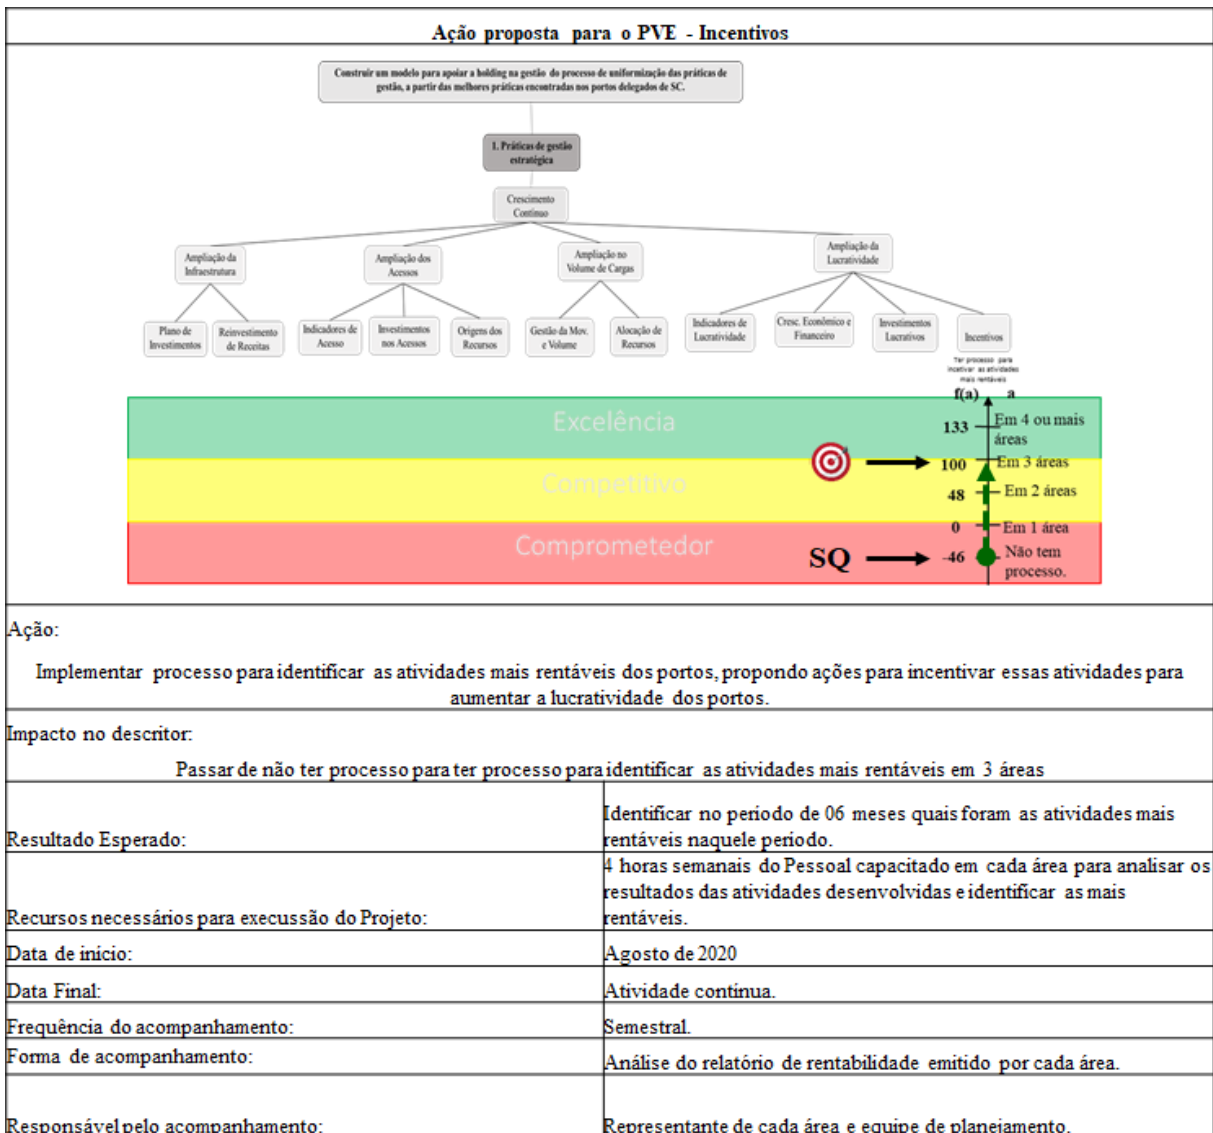 Ação proposta para o PVE - Incentivos
Construir um modelo para apoiar a holding na gestão do processo de uniformização das práticas de
gestão, a partir das melhores práticas encontradas nos portos delegados de SC.
1. Práticas de gestão
estratégica
Crescimento
Contínuo
Ampliação da
Infraestrutura
Ampliação dos
Acessos
Ampliação no
Volume de Cargas
Ampliação da
Lucratividade
Plano de
Investimentos
Reinvestimento
de Receitas
Indicadores de
Acesso
Investimentos
nos Acessos
Origens dos
Recursos
Gestão da Mov.
e Volume
Alocação de
Recursos
Indicadores de
Lucratividade
Cresc. Econômico e
Financeiro
Investimentos
Lucrativos
Incentivos
Ter processo para
incetivar as atividades
mais rentáveis
f(a) a
Excelência
133 Em 4 ou mais
áreas
100 Em 3 áreas
Competitivo
48 Em 2 áreas
0 Em 1 área
Comprometedor
SQ -46 Não tem
processo.
Ação:
Implementar processo para identificar as atividades mais rentáveis dos portos, propondo ações para incentivar essas atividades para
aumentar a lucratividade dos portos.
Impacto no descritor:
Passar de não ter processo para ter processo para identificar as atividades mais rentáveis em 3 áreas
Resultado Esperado:
Identificar no período de 06 meses quais foram as atividades mais
rentáveis naquele período.
Recursos necessários para execussão do Projeto:
4 horas semanais do Pessoal capacitado em cada área para analisar os
resultados das atividades desenvolvidas e identificar as mais
rentáveis.
Data de início:
Agosto de 2020
Data Final:
Atividade contínua.
Frequência do acompanhamento:
Semestral.
Forma de acompanhamento:
Análise do relatório de rentabilidade emitido por cada área.
Responsável pelo acompanhamento:
Representante de cada área e equipe de planejamento.